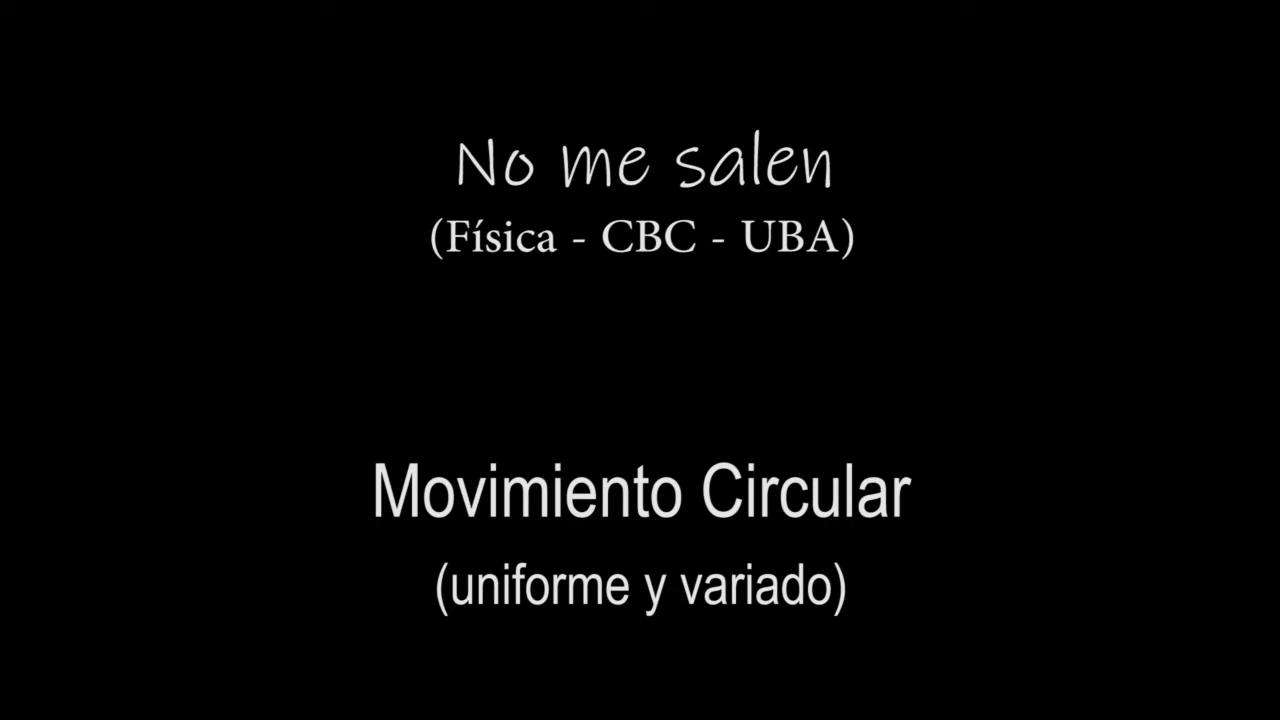 No me salen
(Física - CBC - UBA)
Movimiento Circular
(uniforme y variado)